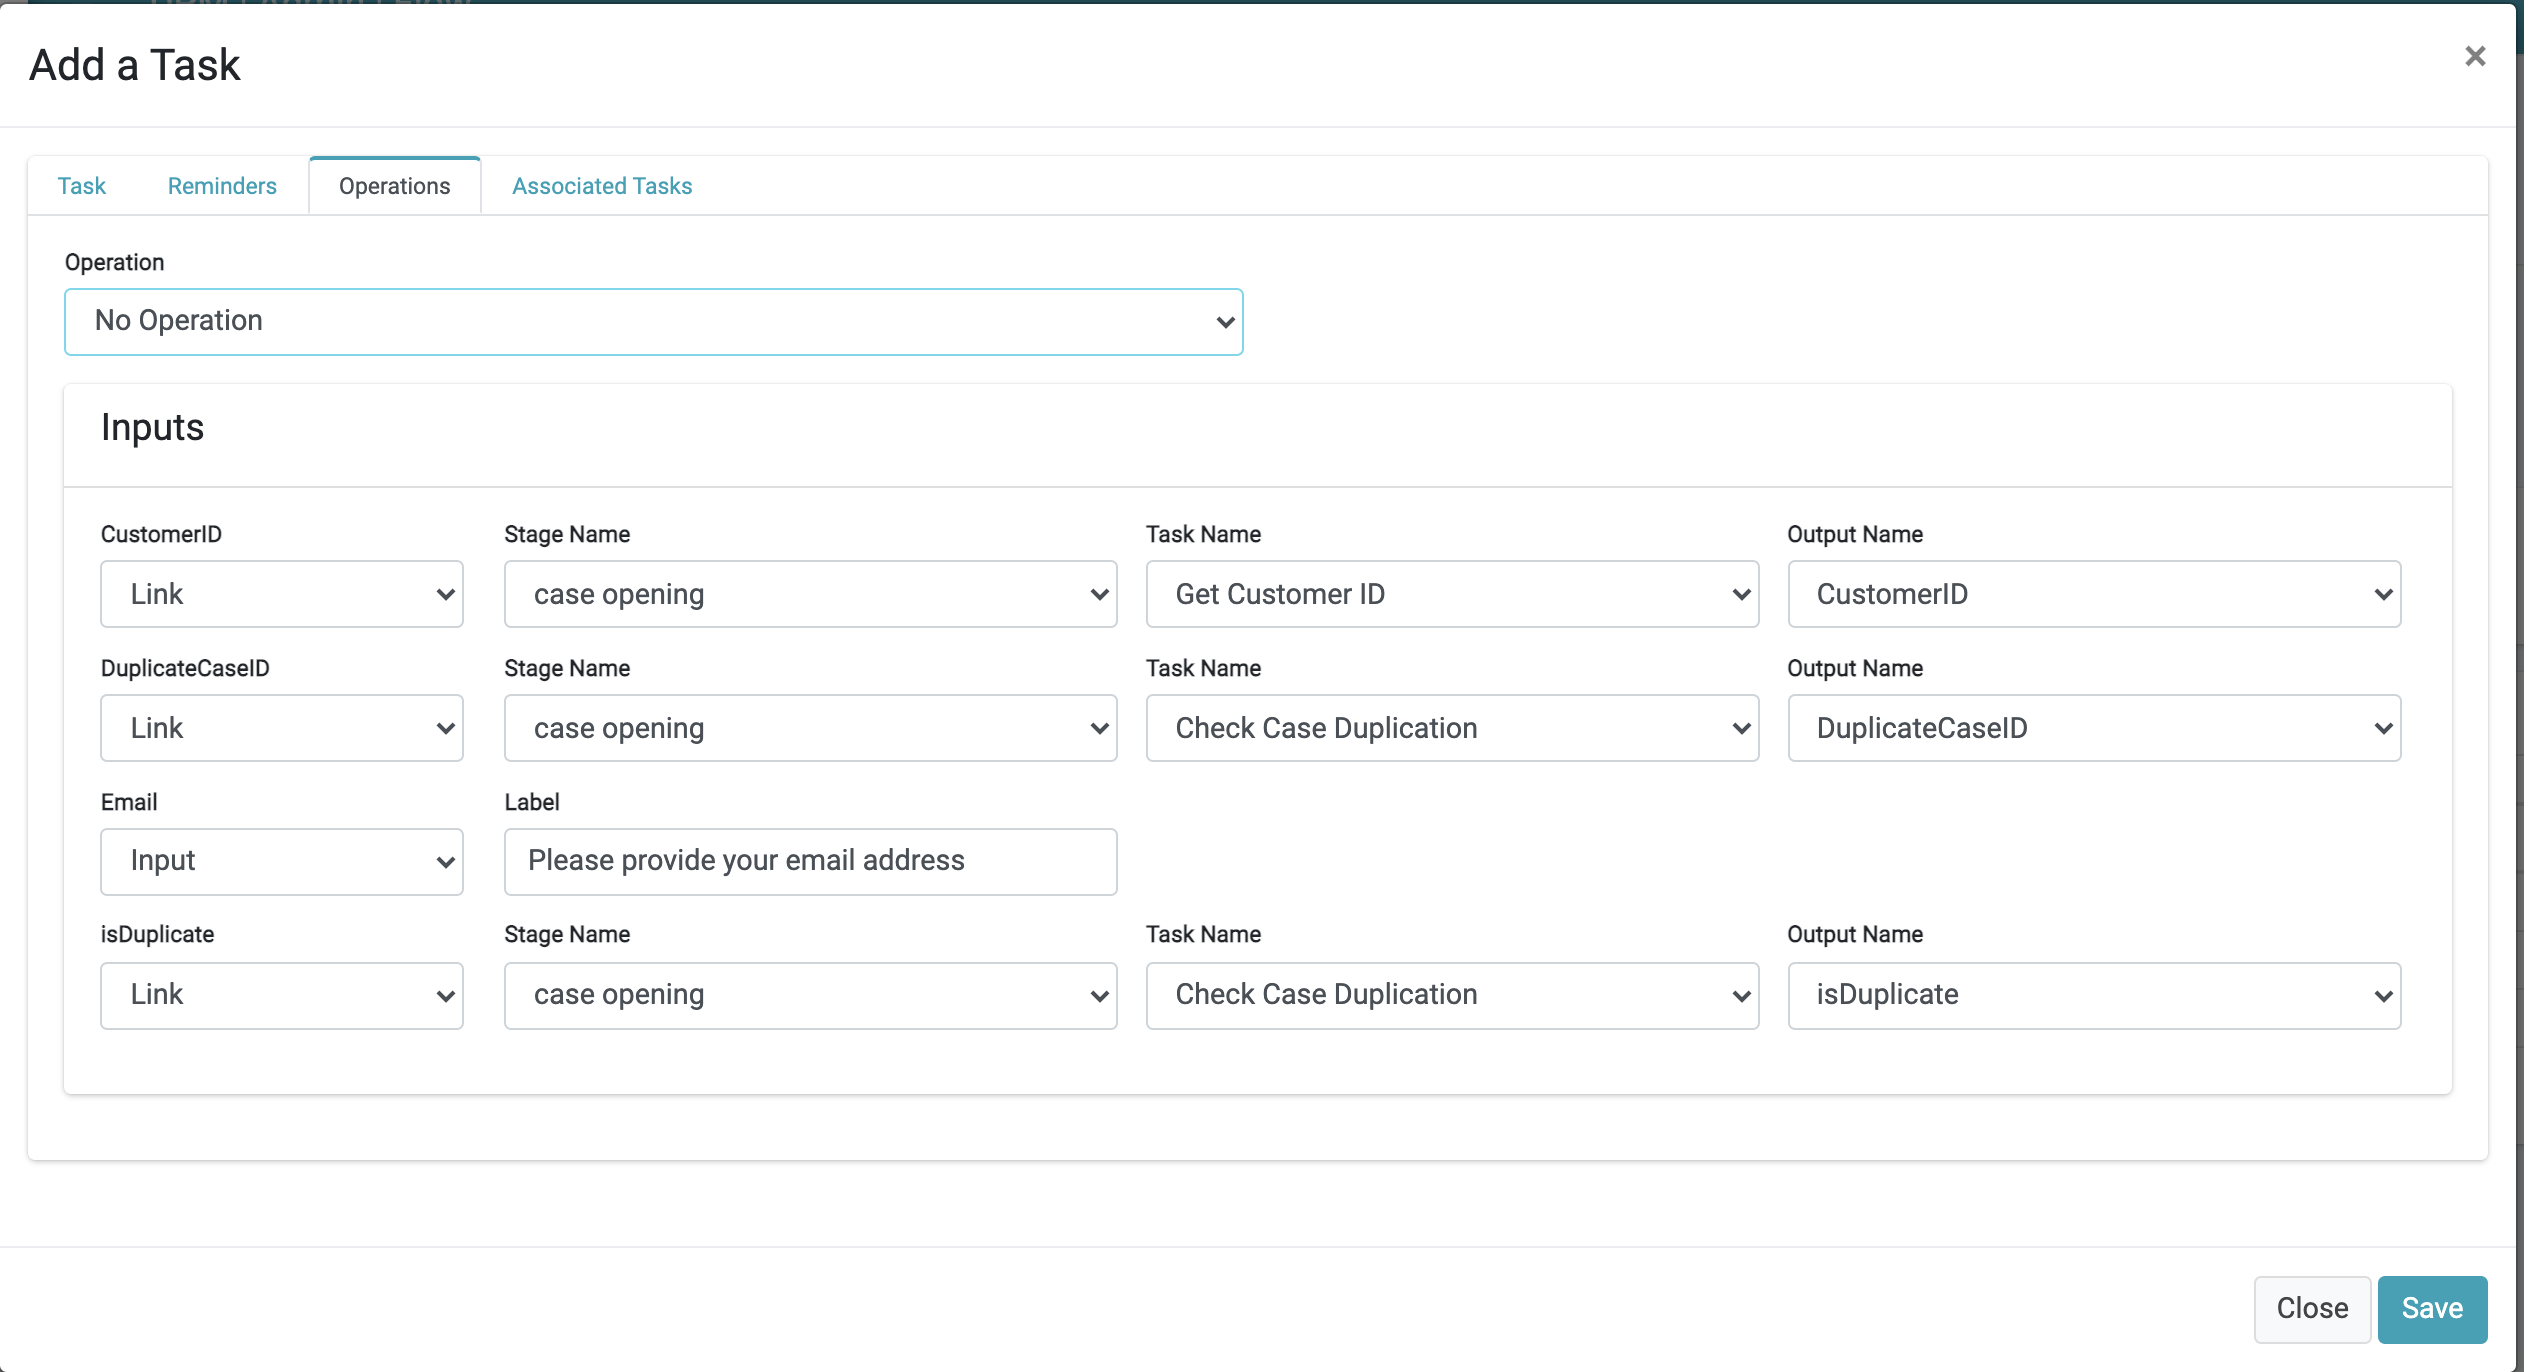 Add a Task
×
Task Reminders Operations Associated Tasks
Operation
No Operation
Inputs
CustomerID Stage Name Task Name Output Name
Link case opening Get Customer ID CustomerID
DuplicateCaseID Stage Name Task Name Output Name
Link case opening Check Case Duplication DuplicateCaseID
Email Label
Input Please provide your email address
isDuplicate Stage Name Task Name Output Name
Link case opening Check Case Duplication isDuplicate
Close Save